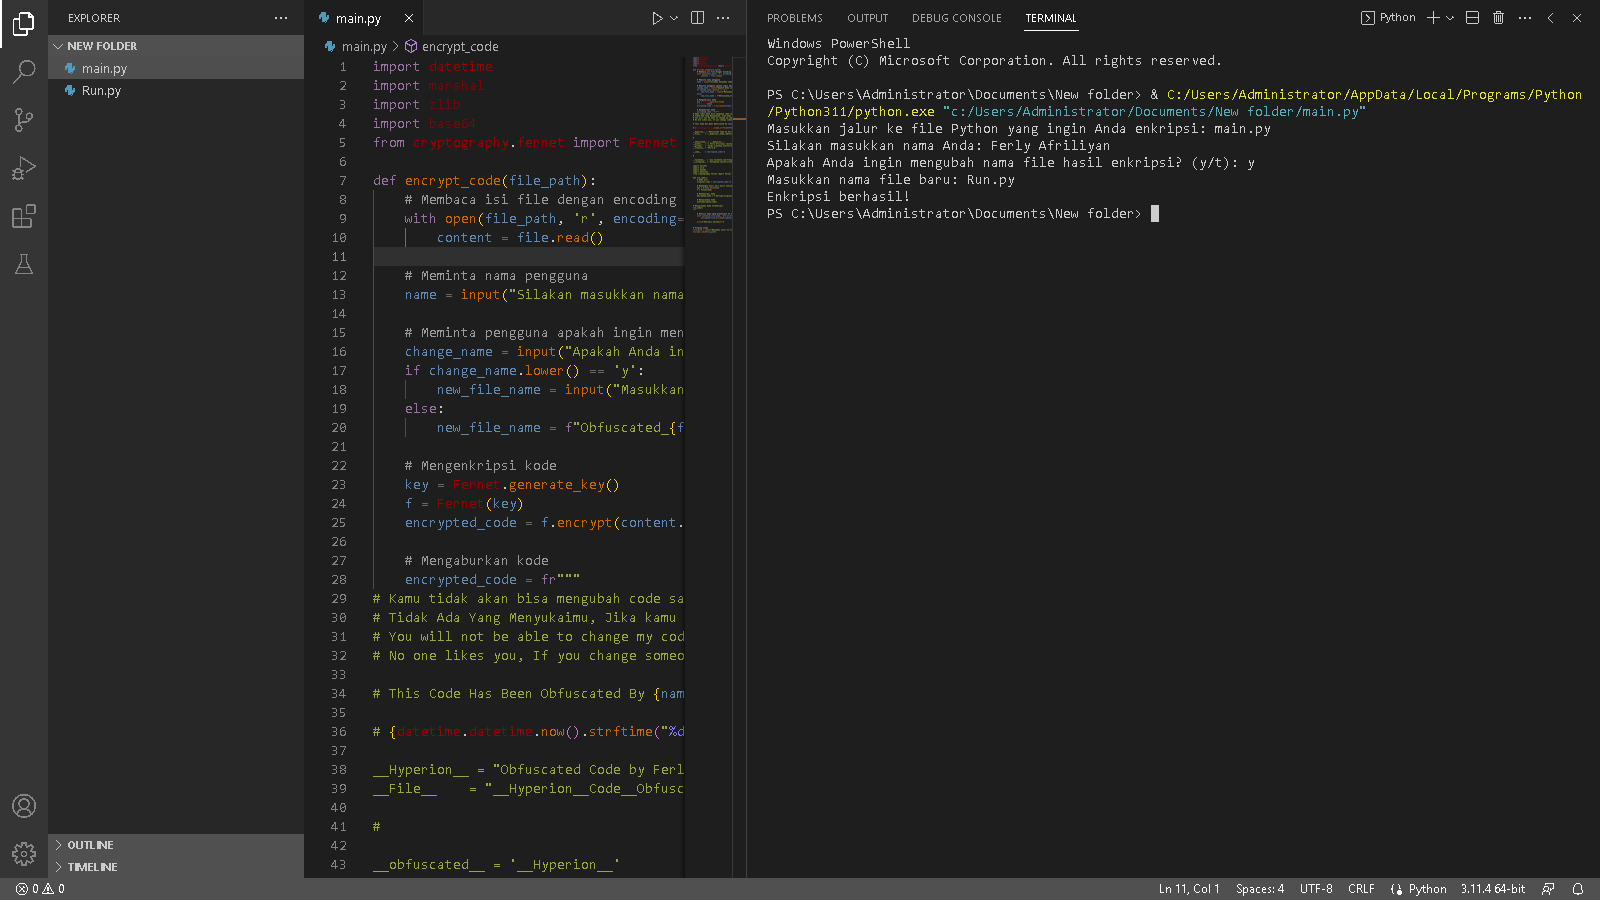 EXPLORER
NEW FOLDER
main.py
Run.py
OUTLINE
TIMELINE
main.py
main.py > encrypt_code
1 import datetime
2 import marshal
3 import zlib
4 import base64
5 from cryptography.fernet import Fernet
6
7 def encrypt_code(file_path):
8 # Membaca isi file dengan encoding
9 with open(file_path, 'r', encoding=
10 content = file.read()
11
12 # Meminta nama pengguna
13 name = input("Silakan masukkan nama
14
15 # Meminta pengguna apakah ingin men
16 change_name = input("Apakah Anda in
17 if change_name.lower() == 'y':
18 new_file_name = input("Masukkan
19 else:
20 new_file_name = f"Obfuscated_{f
21
22 # Mengenkripsi kode
23 key = Fernet.generate_key()
24 f = Fernet(key)
25 encrypted_code = f.encrypt(content.
26
27 # Mengaburkan kode
28 encrypted_code = fr"""
29 # Kamu tidak akan bisa mengubah code sa
30 # Tidak Ada Yang Menyukaimu, Jika kamu
31 # You will not be able to change my cod
32 # No one likes you, If you change someo
33
34 # This Code Has Been Obfuscated By {nam
35
36 # {datetime.datetime.now().strftime("%d
37
38 __Hyperion__ = "Obfuscated Code by Ferl
39 __File__ = "__Hyperion__Code__Obfusc
40
41 #
42
43 __obfuscated__ = '__Hyperion__'
PROBLEMS OUTPUT DEBUG CONSOLE TERMINAL Python
Windows PowerShell
Copyright (C) Microsoft Corporation. All rights reserved.
PS C:\Users\Administrator\Documents\New folder> & C:/Users/Administrator/AppData/Local/Programs/Python
/Python311/python.exe "c:/Users/Administrator/Documents/New folder/main.py"
Masukkan jalur ke file Python yang ingin Anda enkripsi: main.py
Silakan masukkan nama Anda: Ferly Afriliyan
Apakah Anda ingin mengubah nama file hasil enkripsi? (y/t): y
Masukkan nama file baru: Run.py
Enkripsi berhasil!
PS C:\Users\Administrator\Documents\New folder>
0 0 Ln 11, Col 1 Spaces: 4 UTF-8 CRLF Python 3.11.4 64-bit